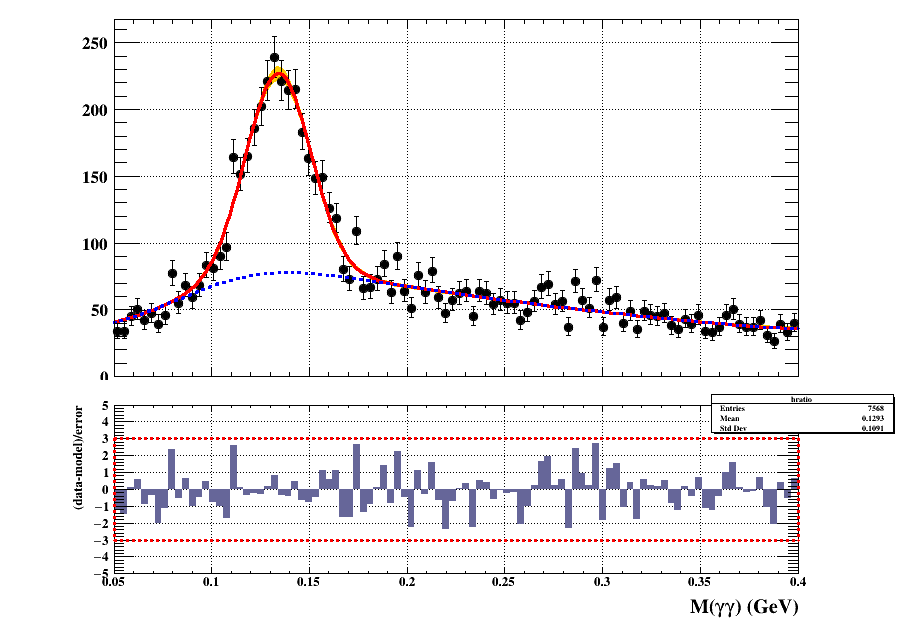 250
200
150
100
50
0
hratio
Entries 7568
Mean 0.1293
Std Dev 0.1091
(data-model)/error
5
4
3
2
1
0
−1
−2
−3
−4
−5
0.05 0.1 0.15 0.2 0.25 0.3 0.35 0.4
M(γγ) (GeV)